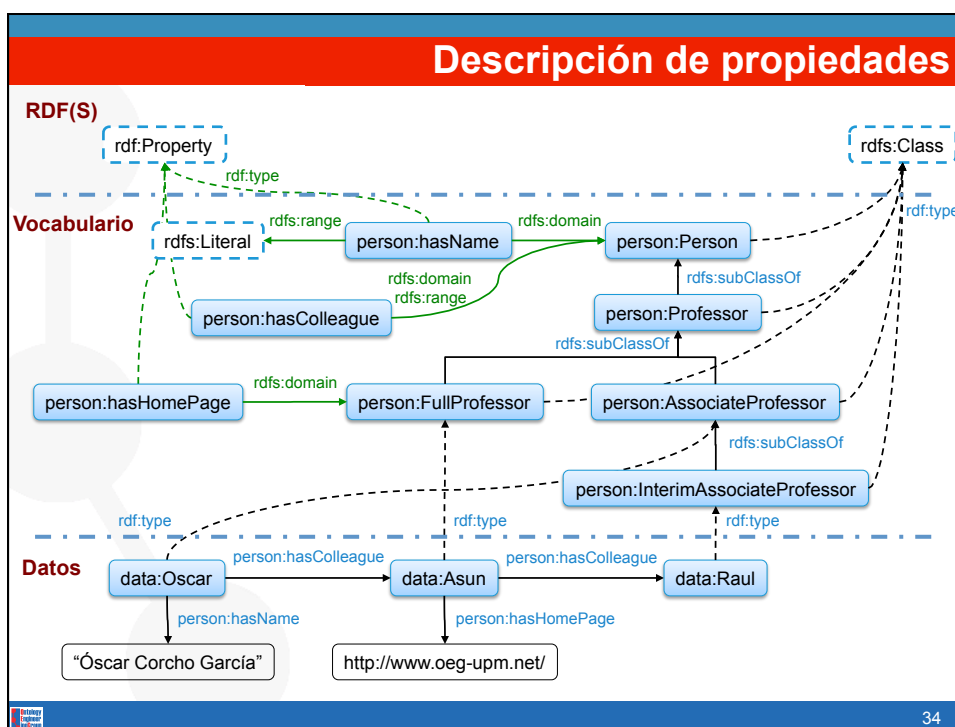 Descripción de propiedades
RDF(S)
rdf:Property
rdfs:Class
rdf:type
Vocabulario
rdfs:range
rdfs:domain
rdf:type
rdfs:Literal
person:hasName
person:Person
rdfs:domain
rdfs:range
rdfs:subClassOf
person:hasColleague
person:Professor
rdfs:subClassOf
rdfs:domain
person:hasHomePage
person:FullProfessor
person:AssociateProfessor
rdfs:subClassOf
person:InterimAssociateProfessor
rdf:type
rdf:type
rdf:type
Datos
person:hasColleague
person:hasColleague
data:Oscar
data:Asun
data:Raul
person:hasName
person:hasHomePage
“Óscar Corcho García”
http://www.oeg-upm.net/
Ontology
Engineer
34